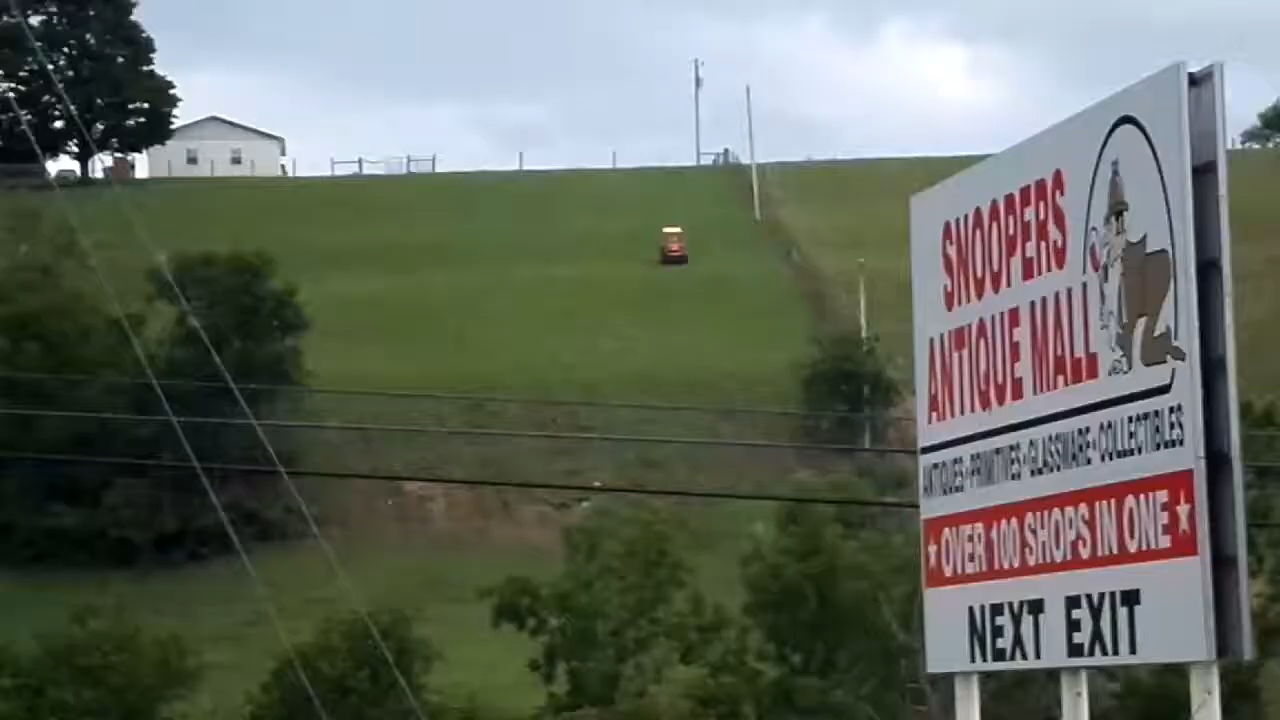 SNOOPERS
ANTIQUE MALL
ANTIQUES·PRIMITIVES·GLASSWARE·COLLECTIBLES
OVER 100 SHOPS IN ONE
NEXT EXIT